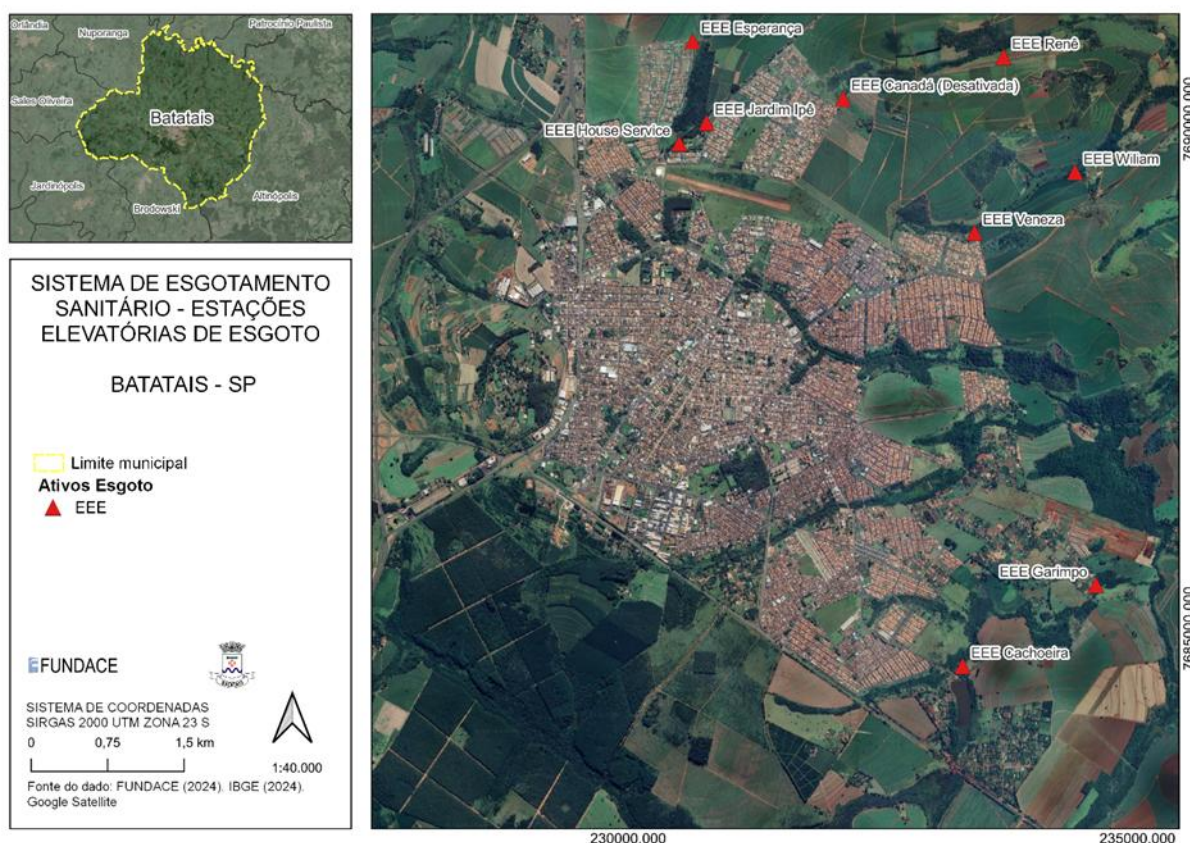 Orlândia
Nuporanga
Patrocínio Paulista
Sales Oliveira
Batatais
Jardinópolis
Brodowski
Altinópolis
SISTEMA DE ESGOTAMENTO
SANITÁRIO - ESTAÇÕES
ELEVATÓRIAS DE ESGOTO
BATATAIS - SP
Limite municipal
Ativos Esgoto
EEE
FUNDACE
SISTEMA DE COORDENADAS
SIRGAS 2000 UTM ZONA 23 S
0 0,75 1,5 km
1:40.000
Fonte do dado: FUNDACE (2024). IBGE (2024).
Google Satellite
EEE Esperança
EEE Renê
EEE Canadá (Desativada)
EEE Jardim Ipê
EEE House Service
EEE Wiliam
EEE Veneza
EEE Garimpo
EEE Cachoeira
7690000.000
7685000.000
230000.000
235000.000